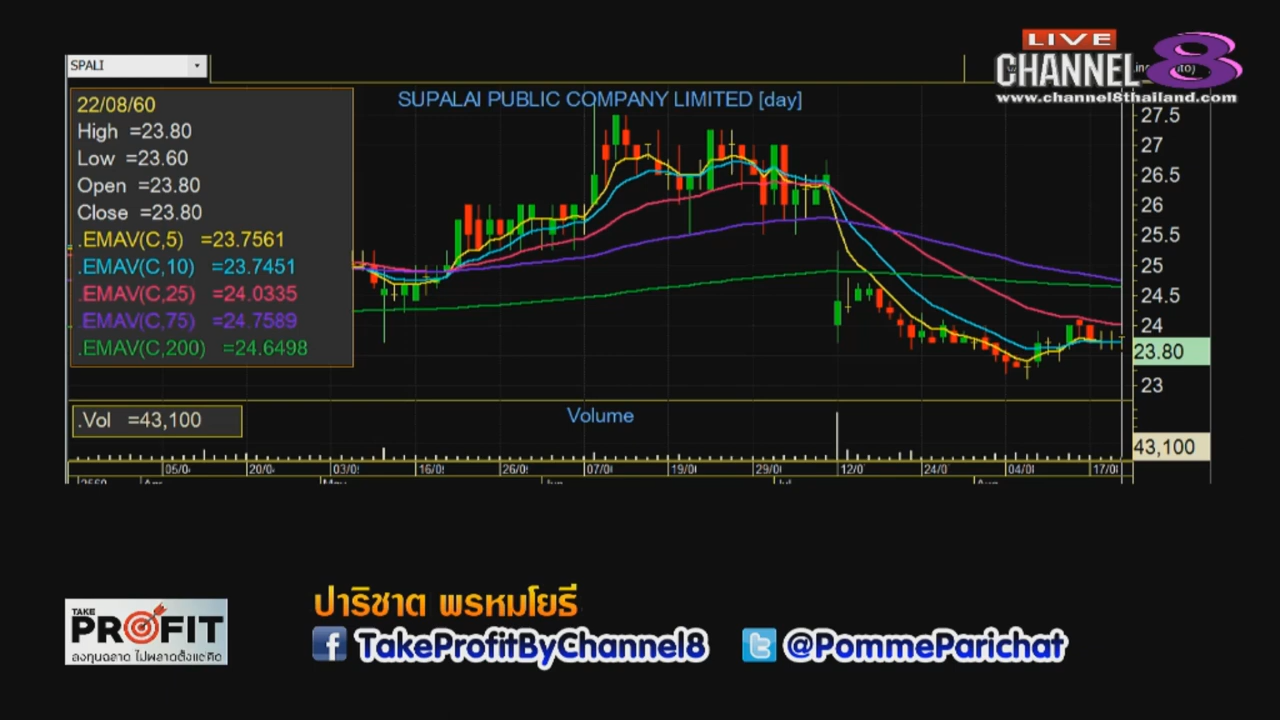 LIVE
CHANNEL 8
www.channel8thailand.com
SPALI
SUPALAI PUBLIC COMPANY LIMITED [day]
22/08/60
High =23.80
Low =23.60
Open =23.80
Close =23.80
.EMAV(C,5) =23.7561
.EMAV(C,10) =23.7451
.EMAV(C,25) =24.0335
.EMAV(C,75) =24.7589
.EMAV(C,200) =24.6498
27.5
27
26.5
26
25.5
25
24.5
24
23.80
23
.Vol =43,100
Volume
43,100
05/0 20/0 03/0 16/0 26/0 07/0 19/0 29/0 12/0 24/0 04/0 17/0
2560 Apr May Jun Jul Aug
TAKE
PROFIT
ลงทุนฉลาด ไม่พลาดตั้งแต่คิด
ปาริชาต พรหมโยธี
TakeProfitByChannel8 @PommeParichat